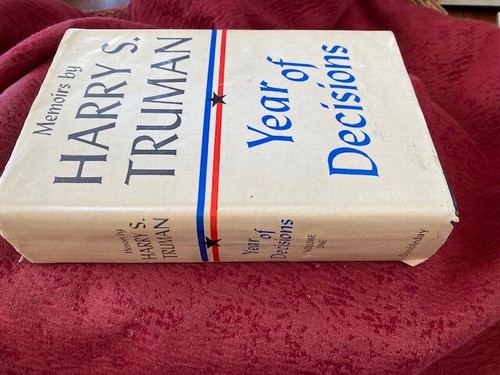 Memoirs by
HARRY S.
TRUMAN
Year of
Decisions
Memoirs by
HARRY S.
TRUMAN
Year of
Decisions
VOLUME
ONE
Doubleday